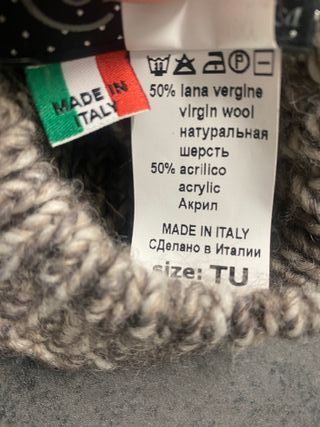 MADE IN
ITALY
50% lana vergine
virgin wool
натуральная
шерсть
50% acrilico
acrylic
Акрил
MADE IN ITALY
СДелано в Италии
size: TU